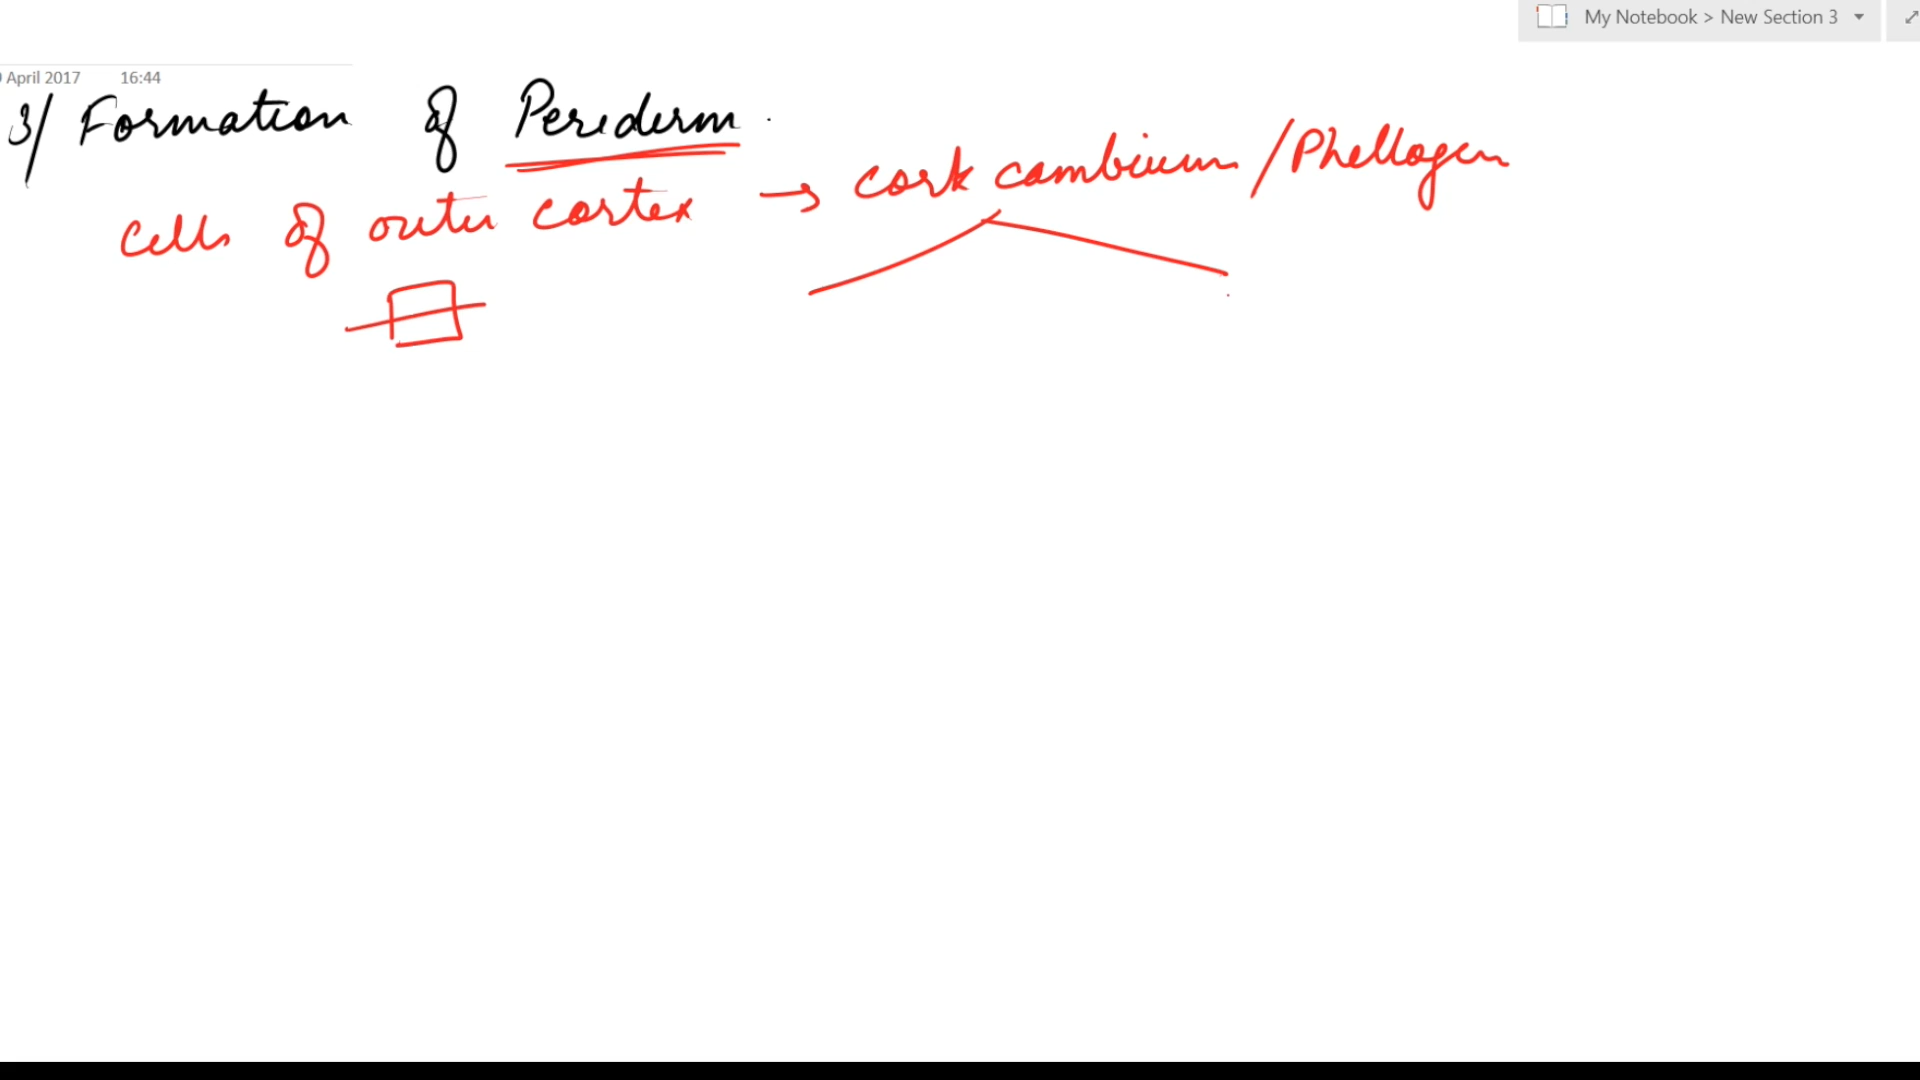 My Notebook > New Section 3
April 2017 16:44
3/ Formation of Periderm.
cells of outer cortex → cork cambium / Phellogen